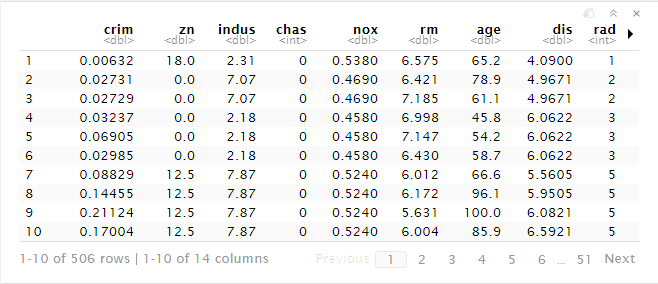 crim zn indus chas nox rm age dis rad
<dbl> <dbl> <dbl> <int> <dbl> <dbl> <dbl> <dbl> <int>
1 0.00632 18.0 2.31 0 0.5380 6.575 65.2 4.0900 1
2 0.02731 0.0 7.07 0 0.4690 6.421 78.9 4.9671 2
3 0.02729 0.0 7.07 0 0.4690 7.185 61.1 4.9671 2
4 0.03237 0.0 2.18 0 0.4580 6.998 45.8 6.0622 3
5 0.06905 0.0 2.18 0 0.4580 7.147 54.2 6.0622 3
6 0.02985 0.0 2.18 0 0.4580 6.430 58.7 6.0622 3
7 0.08829 12.5 7.87 0 0.5240 6.012 66.6 5.5605 5
8 0.14455 12.5 7.87 0 0.5240 6.172 96.1 5.9505 5
9 0.21124 12.5 7.87 0 0.5240 5.631 100.0 6.0821 5
10 0.17004 12.5 7.87 0 0.5240 6.004 85.9 6.5921 5
1-10 of 506 rows | 1-10 of 14 columns Previous 1 2 3 4 5 6 ... 51 Next